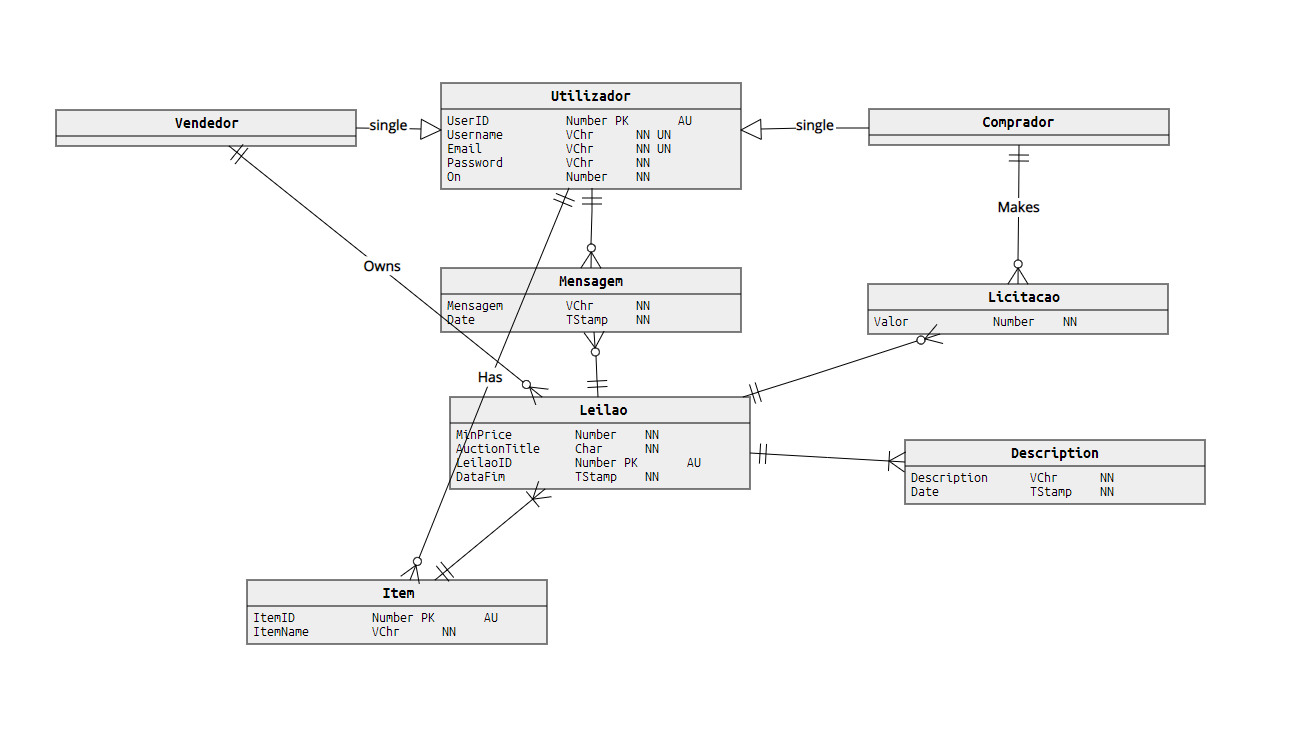 Utilizador
UserID Number PK AU
Username VChr NN UN
Email VChr NN UN
Password VChr NN
On Number NN
Vendedor
single
single
Comprador
Makes
Owns
Mensagem
Mensagem VChr NN
Date TStamp NN
Licitacao
Valor Number NN
Has
Leilao
MinPrice Number NN
AuctionTitle Char NN
LeilaoID Number PK AU
DataFim TStamp NN
Description
Description VChr NN
Date TStamp NN
Item
ItemID Number PK AU
ItemName VChr NN